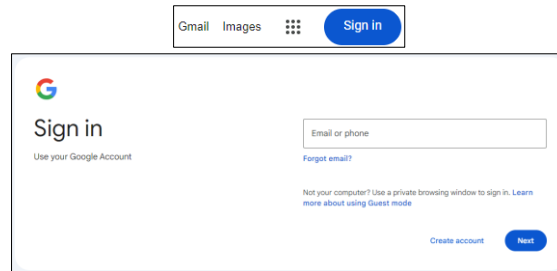 Gmail Images Sign in
Sign in
Use your Google Account
Email or phone
Forgot email?
Not your computer? Use a private browsing window to sign in. Learn
more about using Guest mode
Create account Next